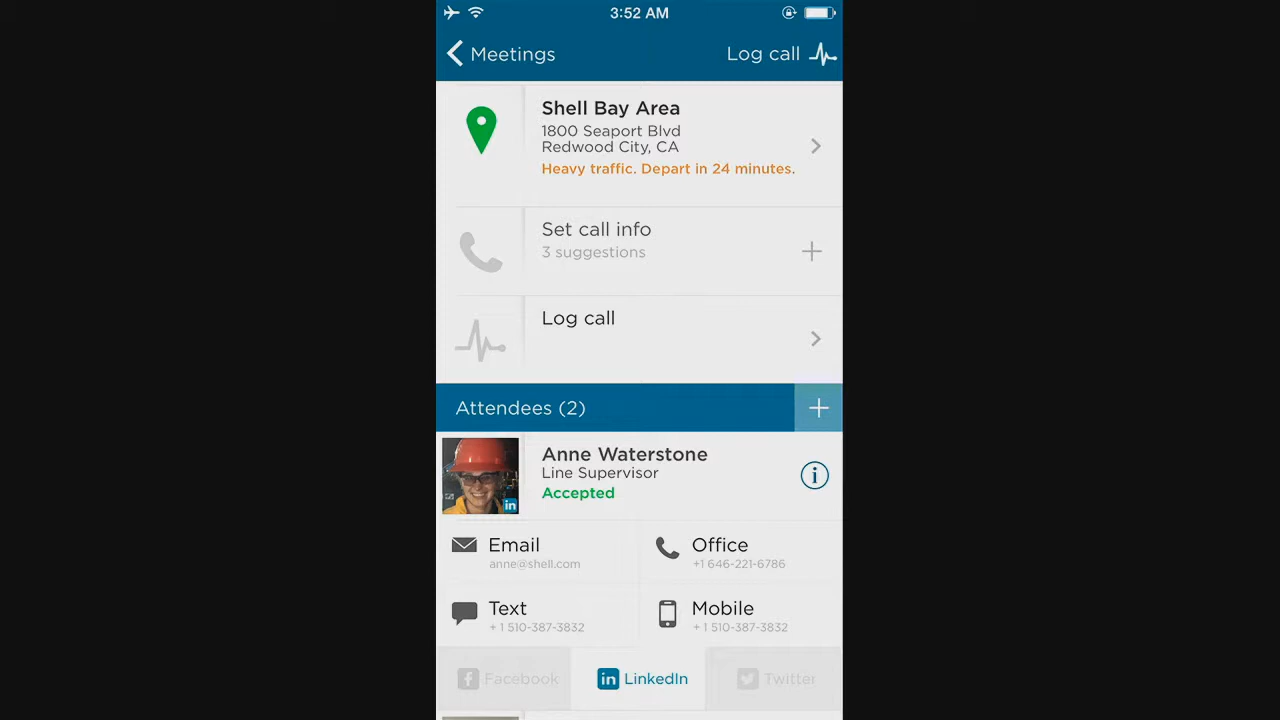 3:52 AM
Meetings
Log call
Shell Bay Area
1800 Seaport Blvd
Redwood City, CA
Heavy traffic. Depart in 24 minutes.
Set call info
3 suggestions
Log call
Attendees (2)
Anne Waterstone
Line Supervisor
Accepted
in
i
Email
anne@shell.com
Office
+1 646-221-6786
Text
+ 1 510-387-3832
Mobile
+ 1 510-387-3832
f Facebook
in LinkedIn
Twitter